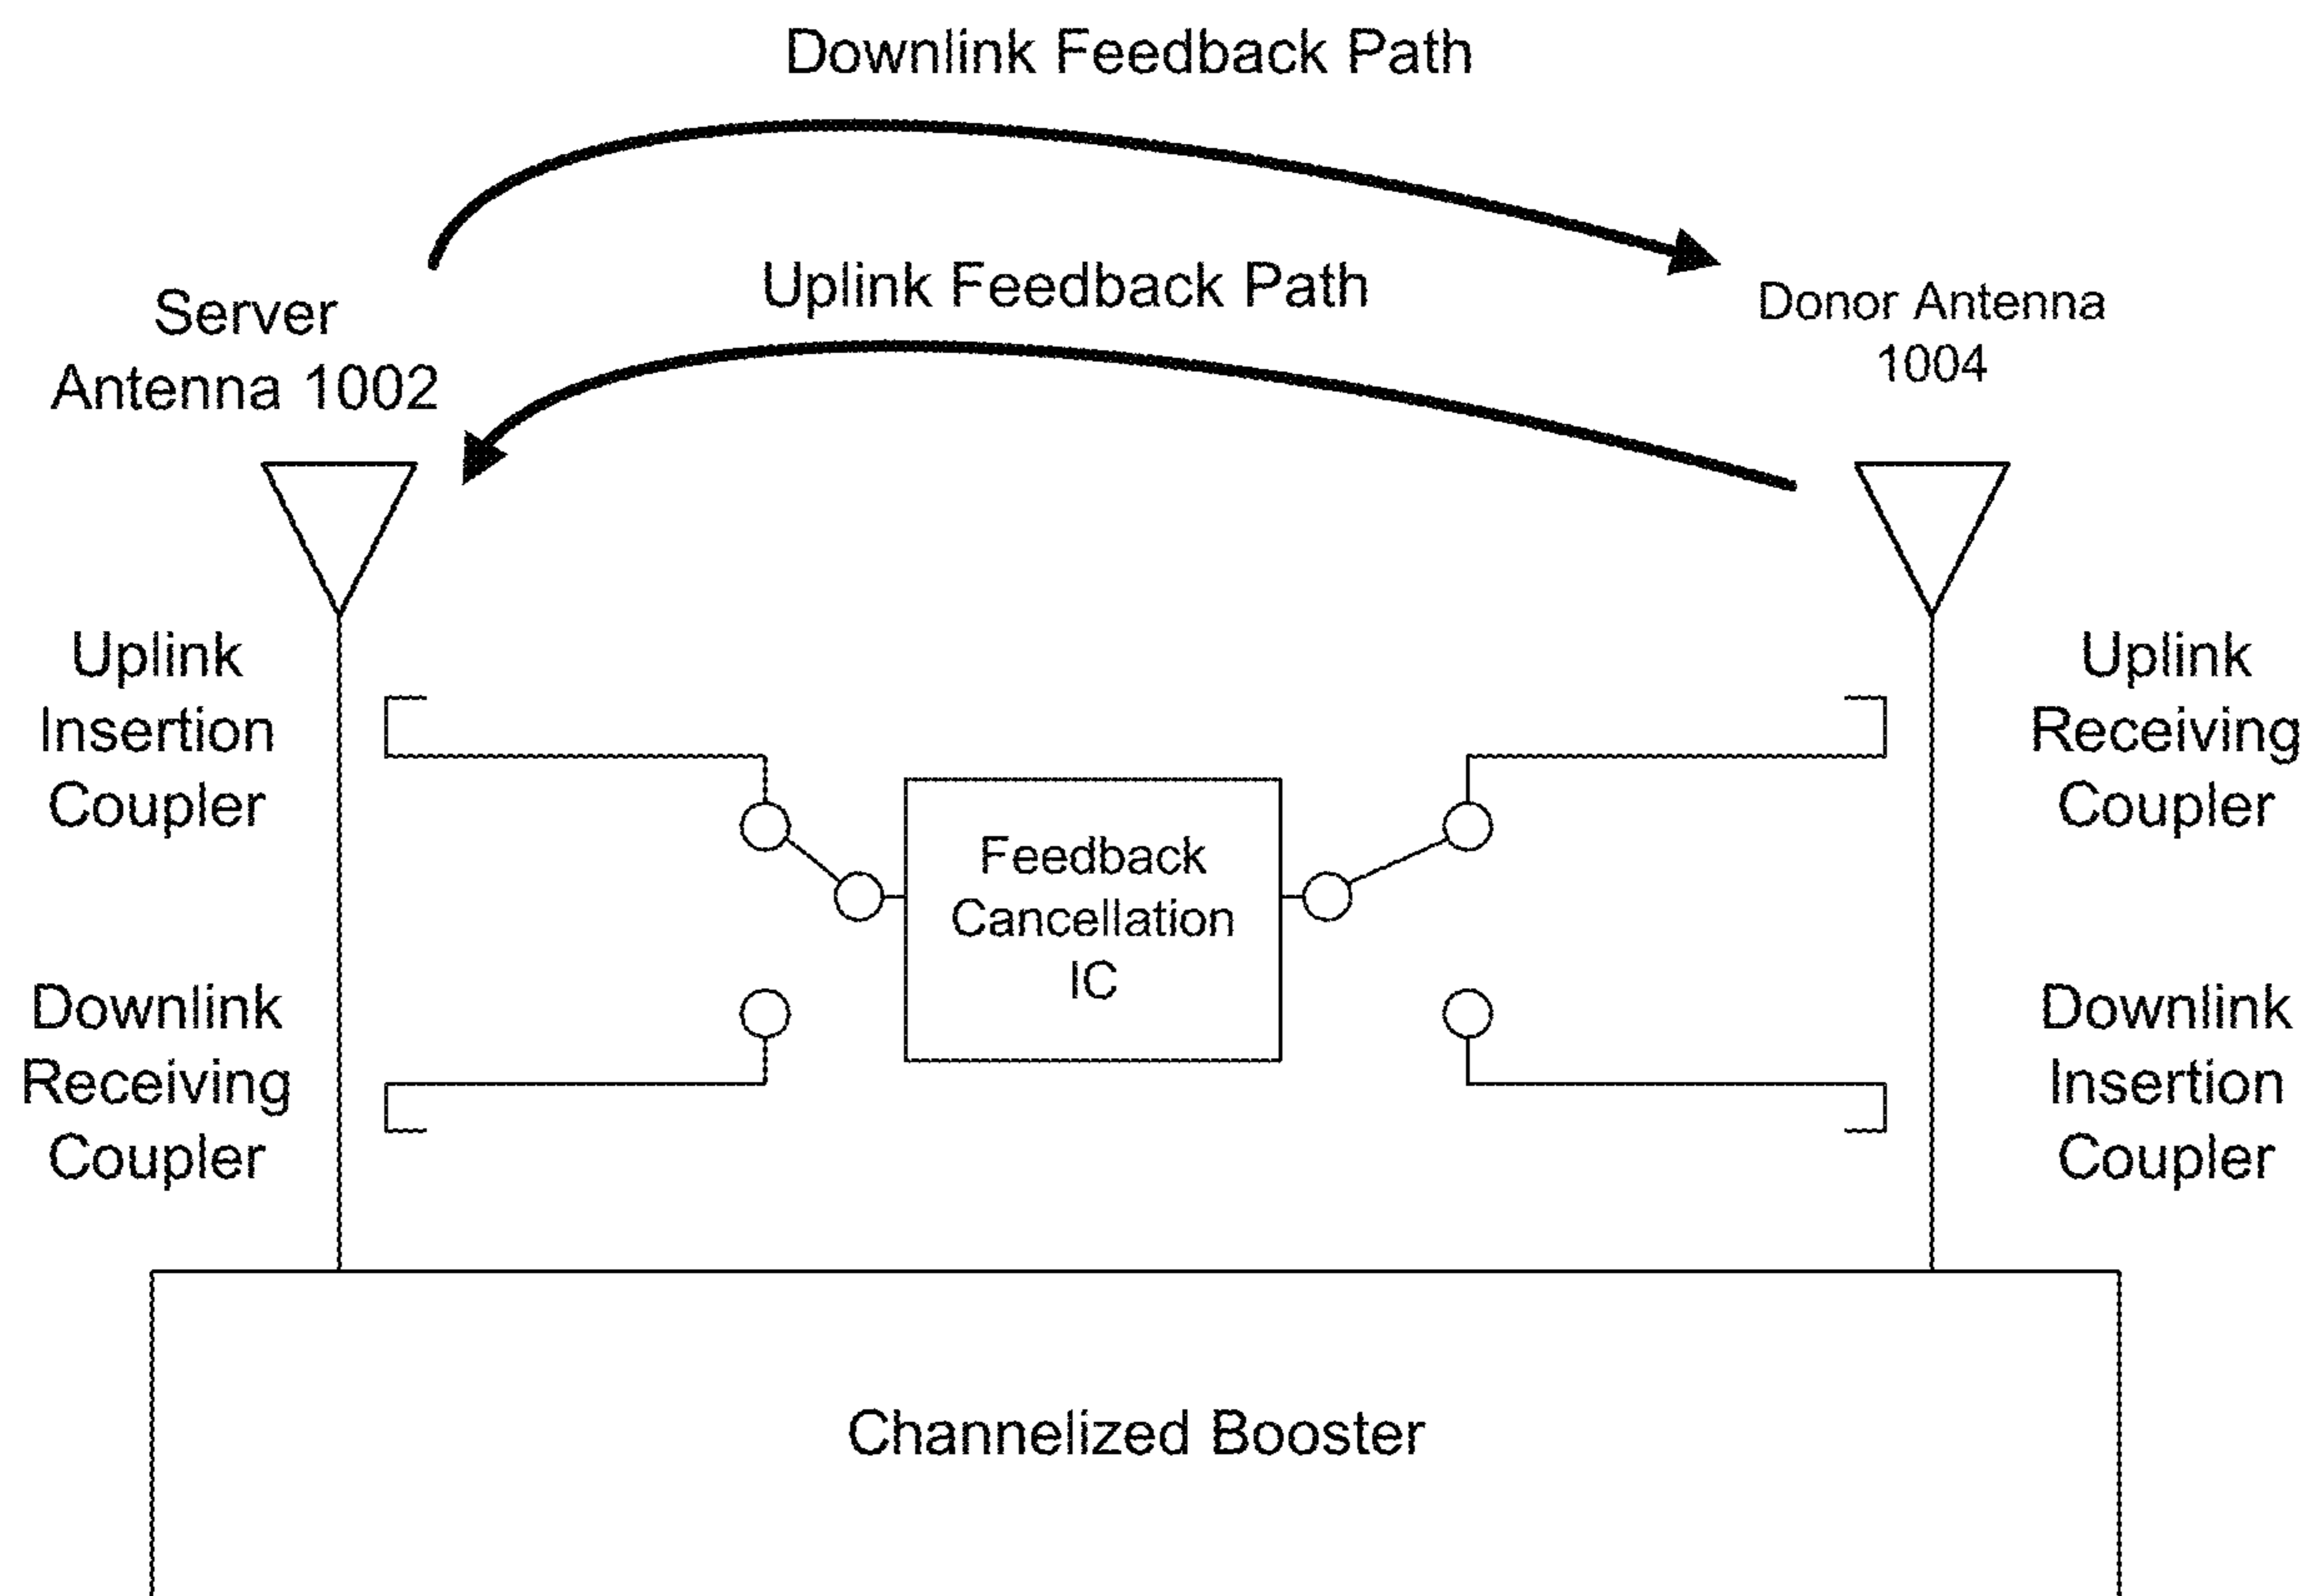 Downlink Feedback Path
Uplink Feedback Path
Server
Antenna 1002
Donor Antenna
1004
Uplink
Insertion
Coupler
Uplink
Receiving
Coupler
Feedback
Cancellation
IC
Downlink
Receiving
Coupler
Downlink
Insertion
Coupler
Channelized Booster